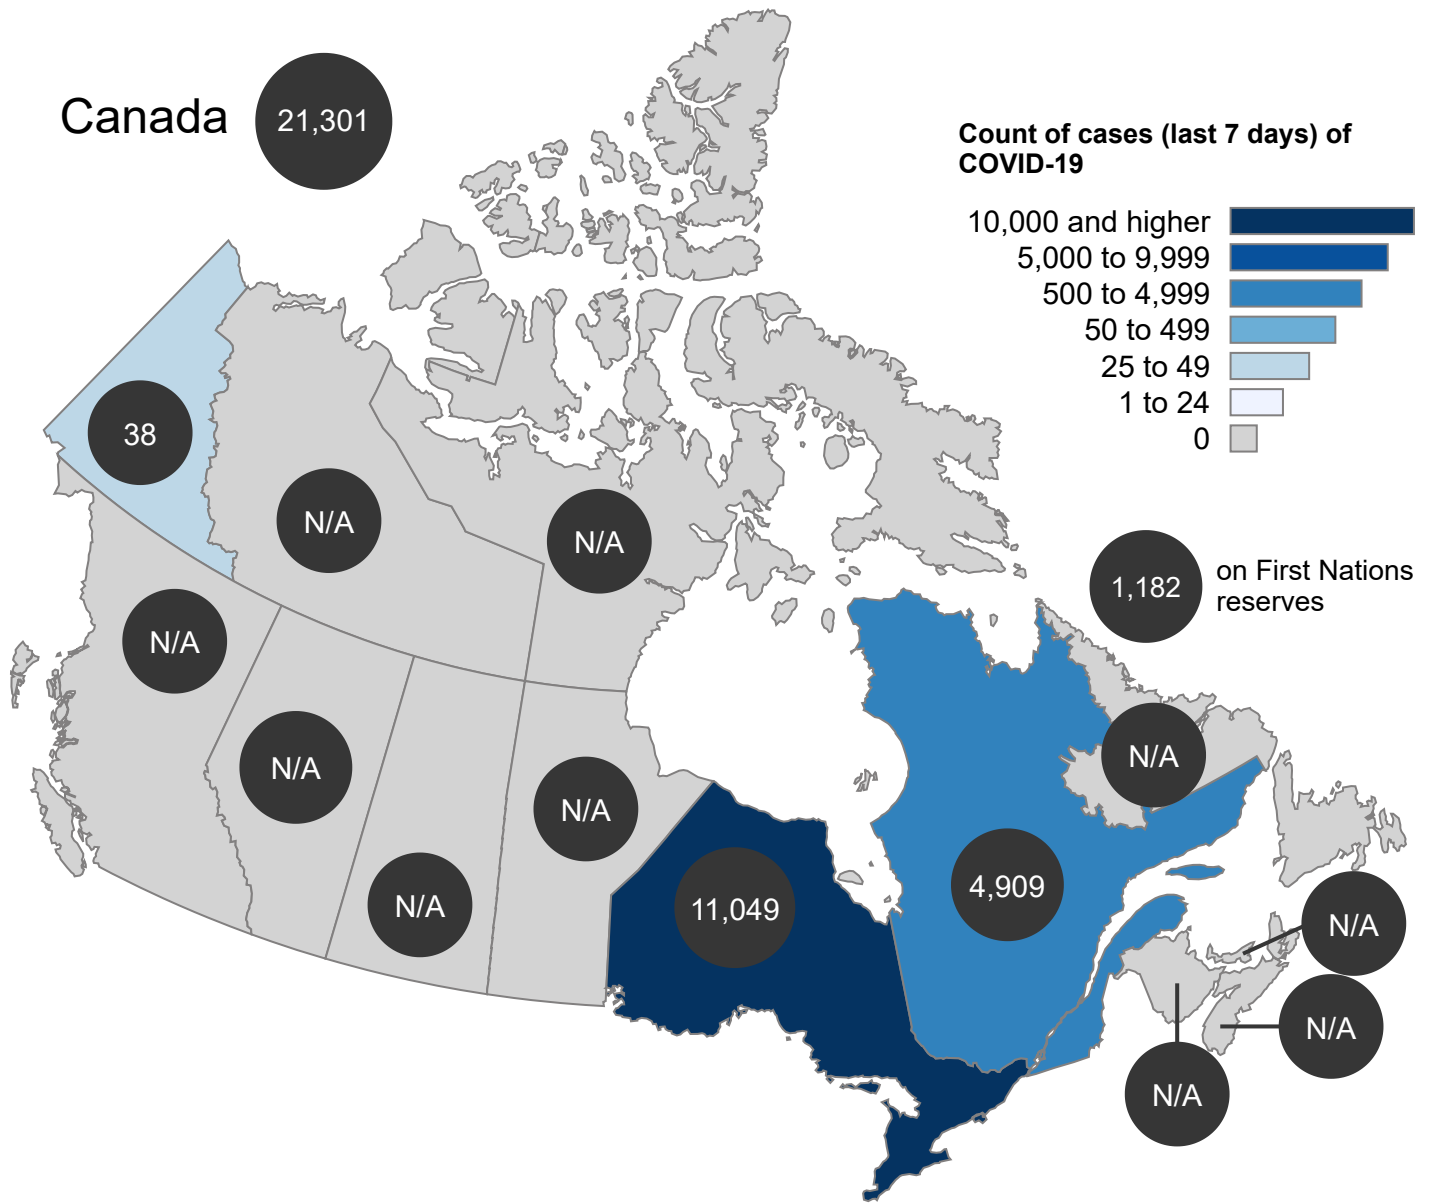 Canada
21,301
Count of cases (last 7 days) of
COVID-19
10,000 and higher
5,000 to 9,999
500 to 4,999
50 to 499
25 to 49
1 to 24
0
38
N/A
N/A
1,182
on First Nations
reserves
N/A
N/A
N/A
N/A
N/A
11,049
4,909
N/A
N/A
N/A